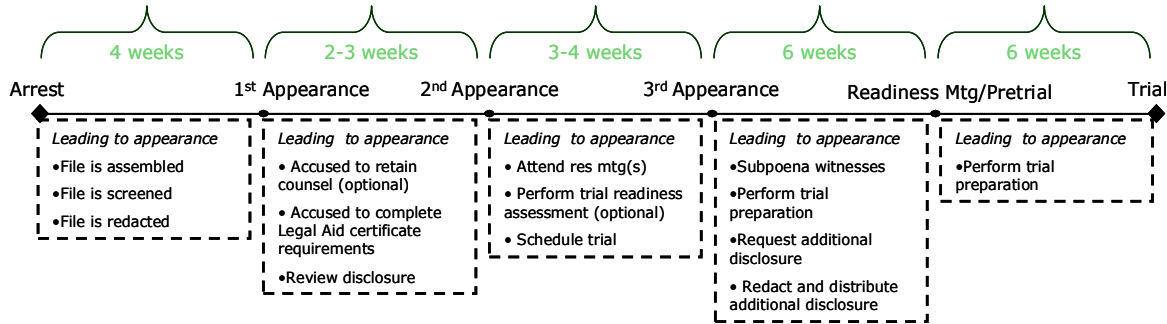 4 weeks
2-3 weeks
3-4 weeks
6 weeks
6 weeks
Arrest
1st Appearance
2nd Appearance
3rd Appearance
Readiness Mtg/Pretrial
Trial
Leading to appearance
•File is assembled
•File is screened
•File is redacted
Leading to appearance
• Accused to retain
counsel (optional)
• Accused to complete
Legal Aid certificate
requirements
•Review disclosure
Leading to appearance
• Attend res mtg(s)
• Perform trial readiness
assessment (optional)
• Schedule trial
Leading to appearance
•Subpoena witnesses
•Perform trial
preparation
•Request additional
disclosure
• Redact and distribute
additional disclosure
Leading to appearance
•Perform trial
preparation